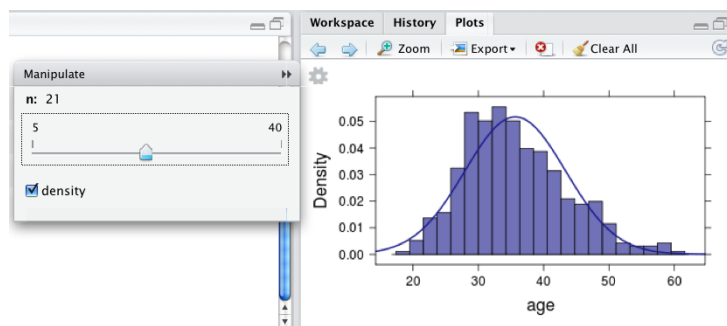 Workspace History Plots
Zoom Export Clear All
Manipulate
n: 21
5 40
density
0.05
0.04
0.03
0.02
0.01
0.00
Density
20 30 40 50 60
age